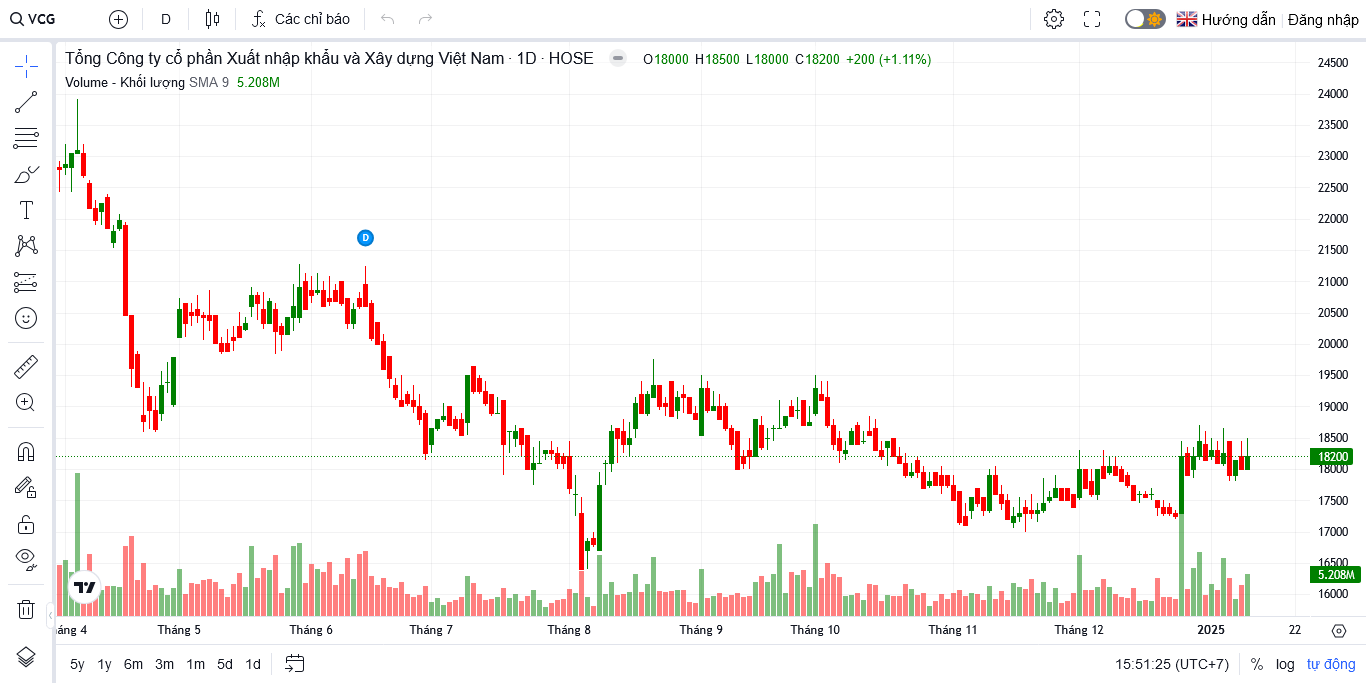 VCG D Các chỉ báo Hướng dẫn Đăng nhập
Tổng Công ty cổ phần Xuất nhập khẩu và Xây dựng Việt Nam · 1D · HOSE O18000 H18500 L18000 C18200 +200 (+1.11%)
Volume - Khối lượng SMA 9 5.208M
D
24500
24000
23500
23000
22500
22000
21500
21000
20500
20000
19500
19000
18500
18200
18000
17500
17000
16500
5.208M
16000
áng 4 Tháng 5 Tháng 6 Tháng 7 Tháng 8 Tháng 9 Tháng 10 Tháng 11 Tháng 12 2025 22
5y 1y 6m 3m 1m 5d 1d 15:51:25 (UTC+7) % log tự động